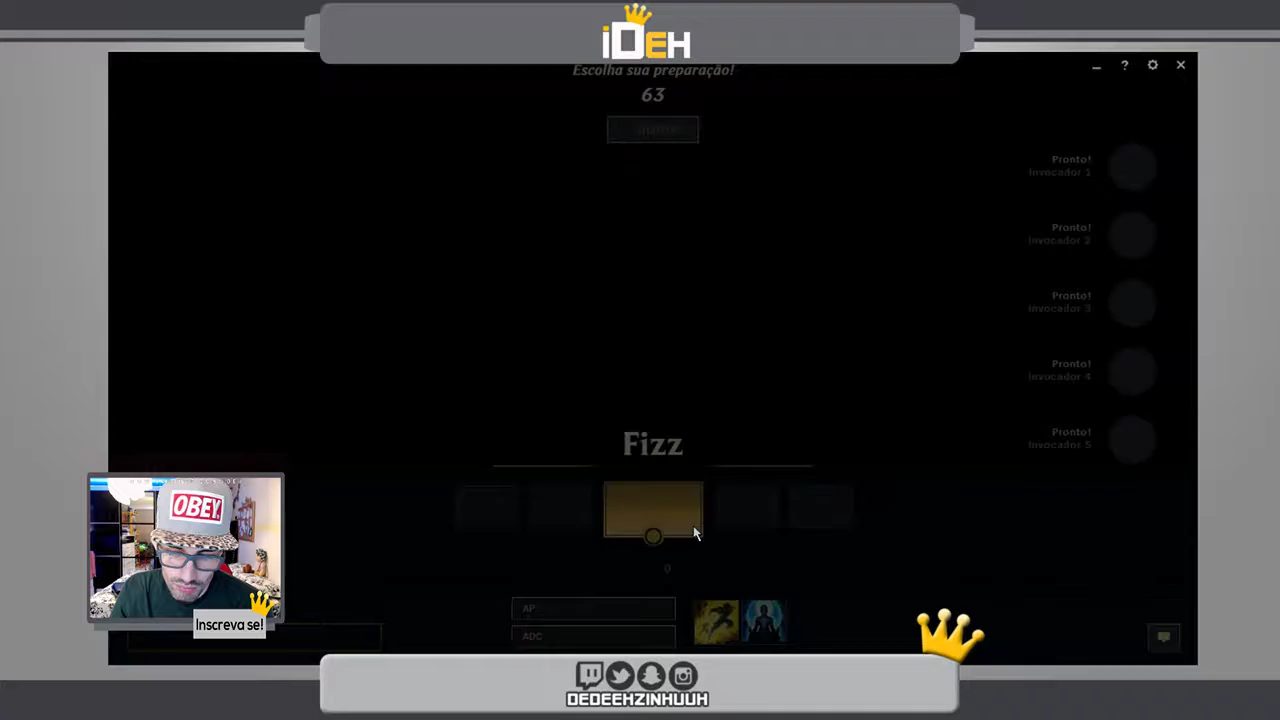 iDEH
Escolha sua preparação!
63
?
Pronto!
Invocador 1
Pronto!
Invocador 2
Pronto!
Invocador 3
Pronto!
Invocador 4
Pronto!
Invocador 5
Fizz
0
AP
ADC
OBEY
Inscreva se!
DEDEEHZINHUUH